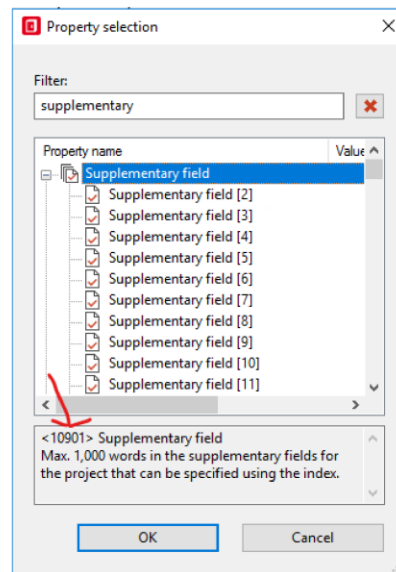 Property selection
Filter:
supplementary
Property name Value
Supplementary field
Supplementary field [2]
Supplementary field [3]
Supplementary field [4]
Supplementary field [5]
Supplementary field [6]
Supplementary field [7]
Supplementary field [8]
Supplementary field [9]
Supplementary field [10]
Supplementary field [11]
<10901> Supplementary field
Max. 1,000 words in the supplementary fields for
the project that can be specified using the index.
OK Cancel